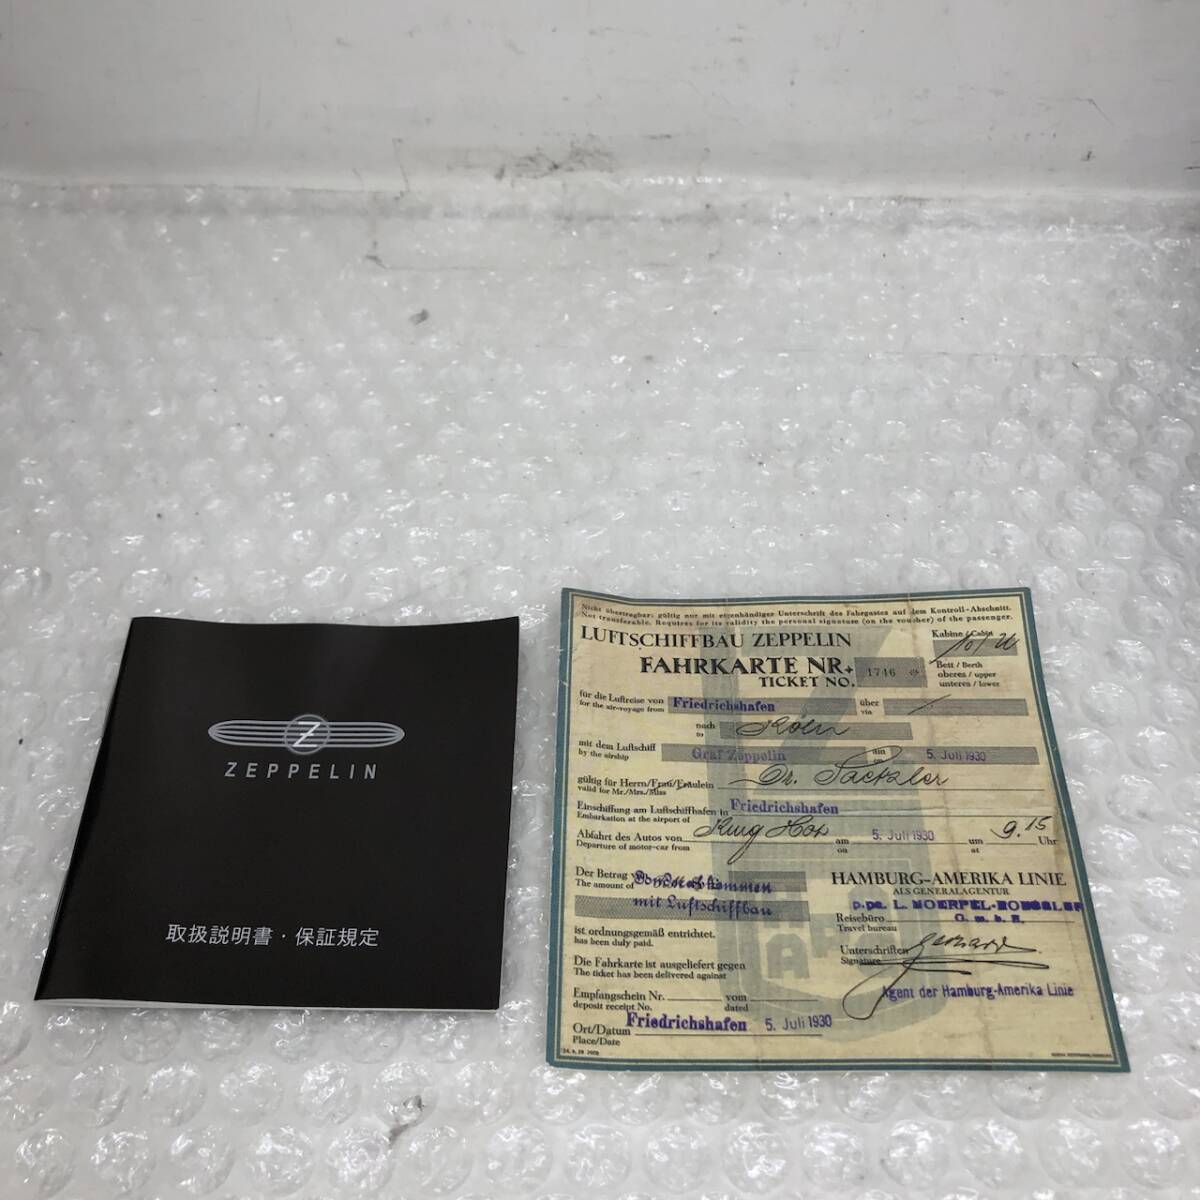 Z
ZEPPELIN
取扱説明書・保証規定
Nicht übertragbar: gültig nur mit eigenhändiger Unterschrift des Fahrgastes auf dem Kontroll-Abschnitt.
Not transferable. Requires for its validity the personal signature (on the voucher) of the passenger.
LUFTSCHIFFBAU ZEPPELIN
Kabine / Cabin
FAHRKARTE NR.
TICKET NO.
1746
Bett / Berth
oberes / upper
unteres / lower
für die Luftreise von Friedrichshafen über
for the air-voyage from via
nach Köln
to
mit dem Luftschiff Graf Zeppelin am 5. Juli 1930
by the airship on
gültig für Herrn/Frau/Fräulein Dr.
valid for Mr./Mrs./Miss
Einschiffung am Luftschiffhafen in Friedrichshafen
Embarkation at the airport of
Abfahrt des Autos von am 5. Juli 1930 um 9.15 Uhr
Departure of motor-car from on at
Der Betrag
The amount of
mit Luftschiffbau
ist ordnungsgemäß entrichtet.
has been duly paid.
Die Fahrkarte ist ausgeliefert gegen
The ticket has been delivered against
Empfangschein Nr. vom
deposit receipt No. dated
Ort/Datum Friedrichshafen 5. Juli 1930
Place/Date
HAMBURG-AMERIKA LINIE
ALS GENERALAGENTUR
Reisebüro
Travel bureau
Unterschriften
Signature
Agent der Hamburg-Amerika Linie